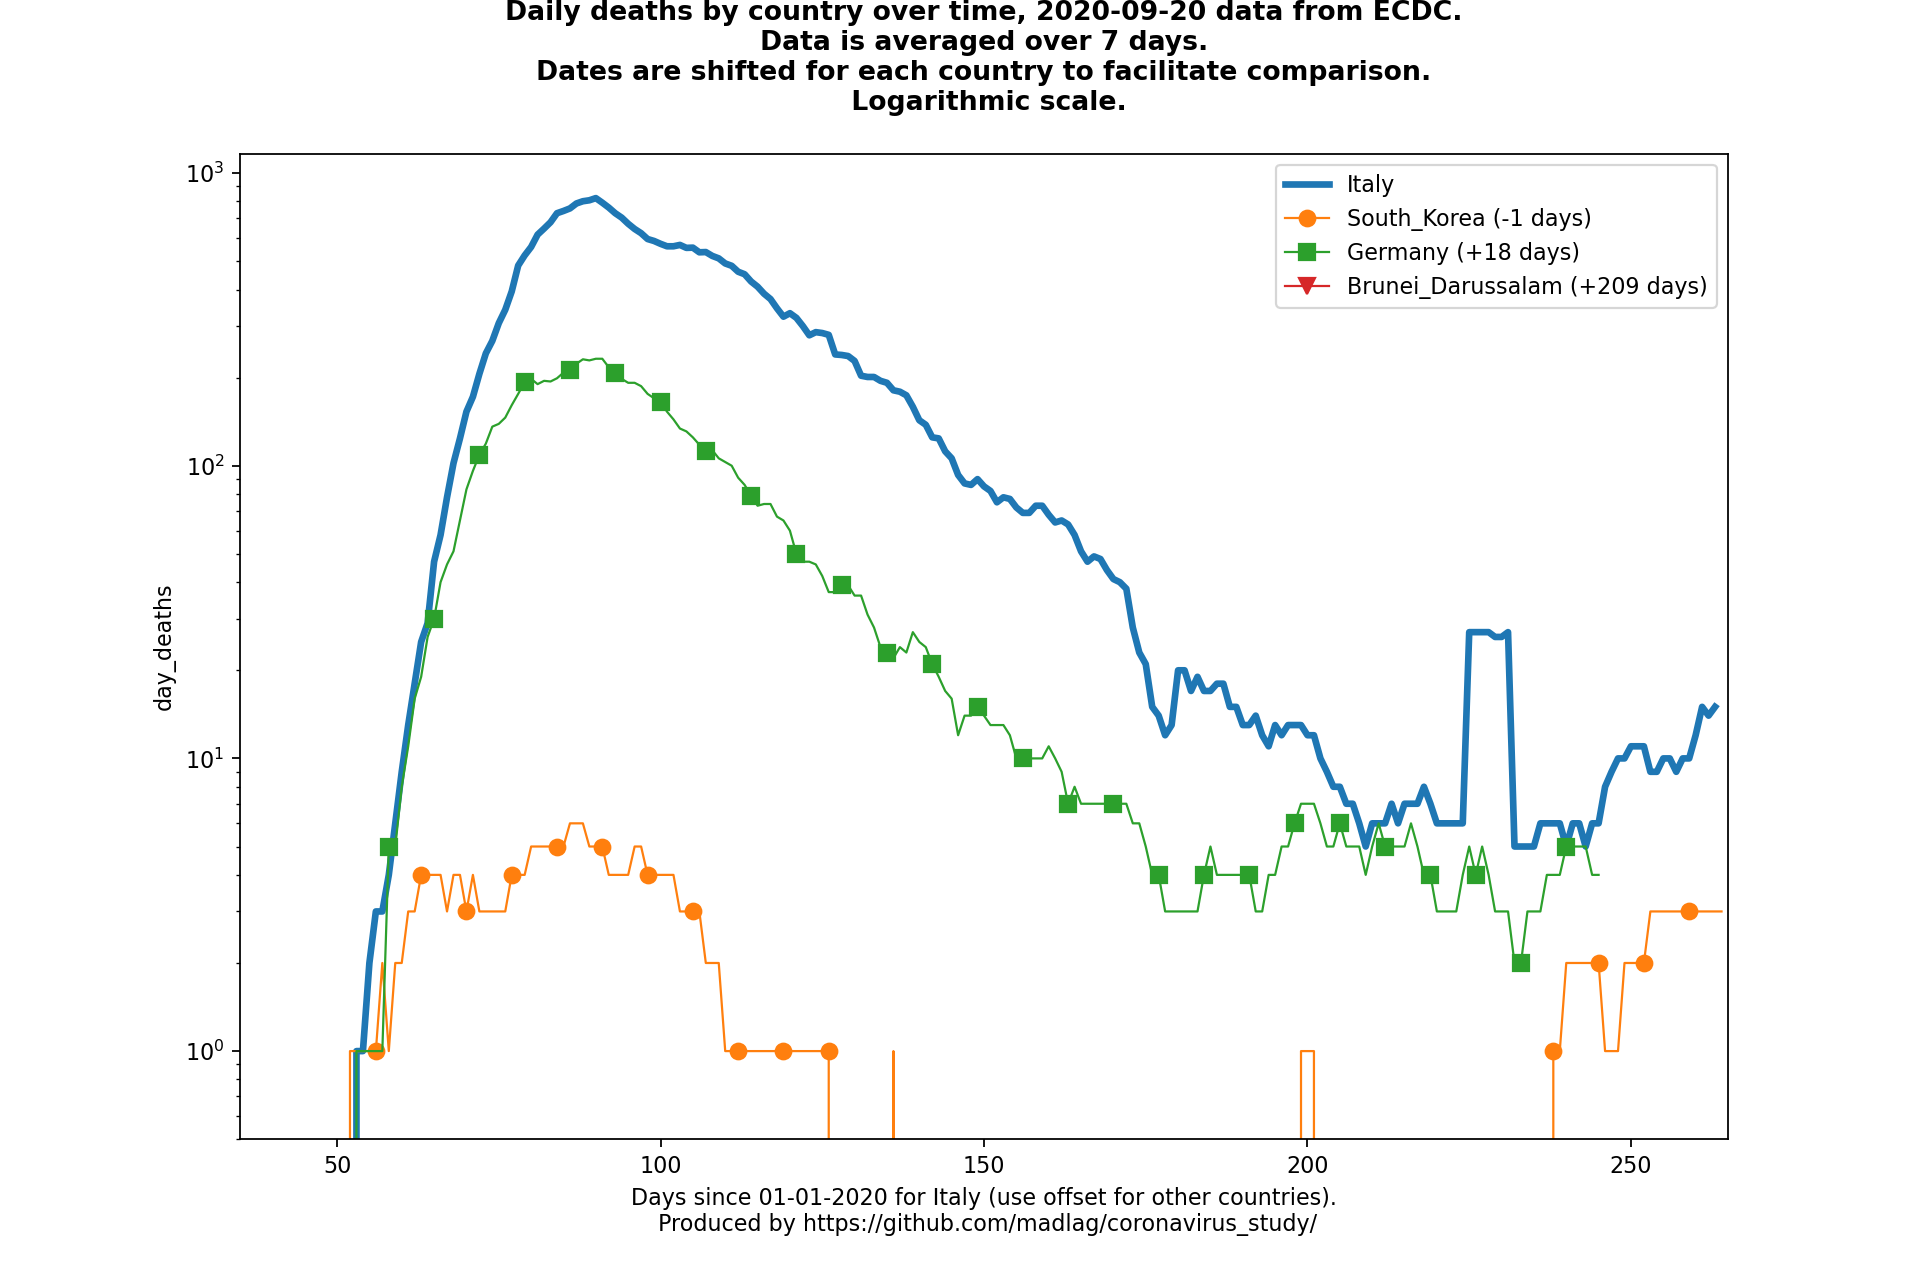 Daily deaths by country over time, 2020-09-20 data from ECDC.
Data is averaged over 7 days.
Dates are shifted for each country to facilitate comparison.
Logarithmic scale.
10³
10²
10¹
10⁰
day_deaths
Italy
South_Korea (-1 days)
Germany (+18 days)
Brunei_Darussalam (+209 days)
50 100 150 200 250
Days since 01-01-2020 for Italy (use offset for other countries).
Produced by https://github.com/madlag/coronavirus_study/